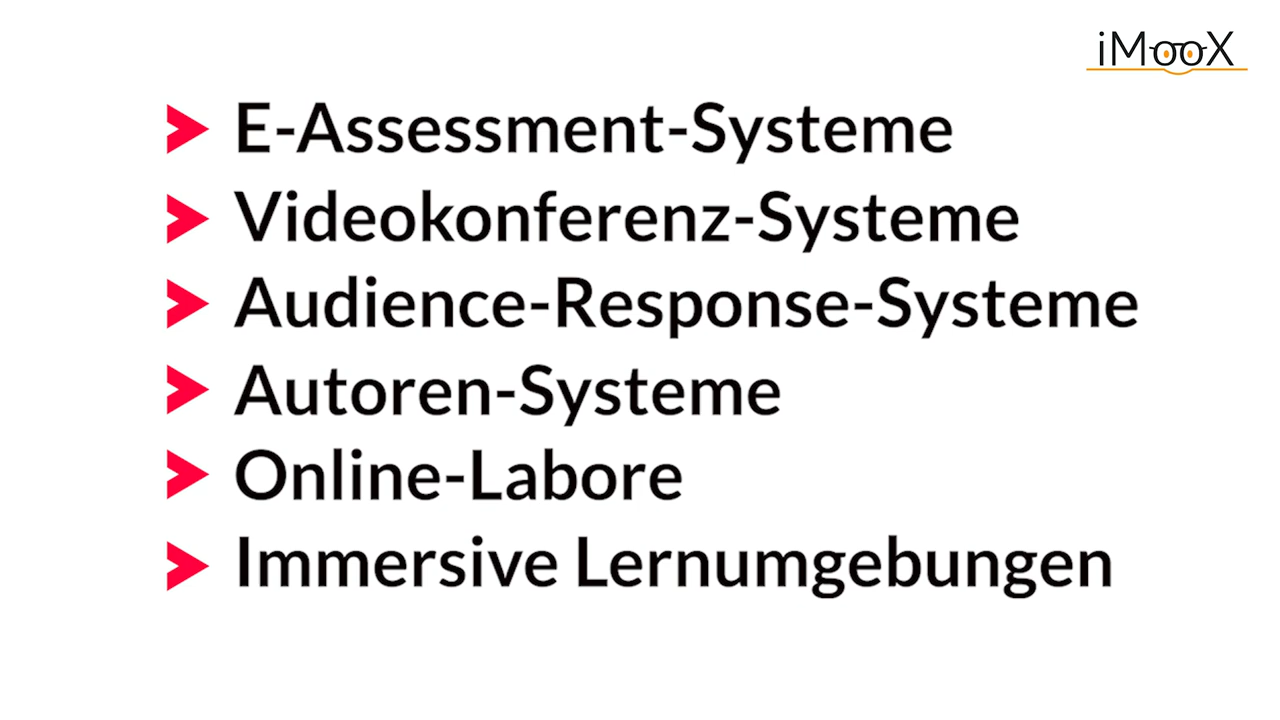 iMooX
E-Assessment-Systeme
Videokonferenz-Systeme
Audience-Response-Systeme
Autoren-Systeme
Online-Labore
Immersive Lernumgebungen